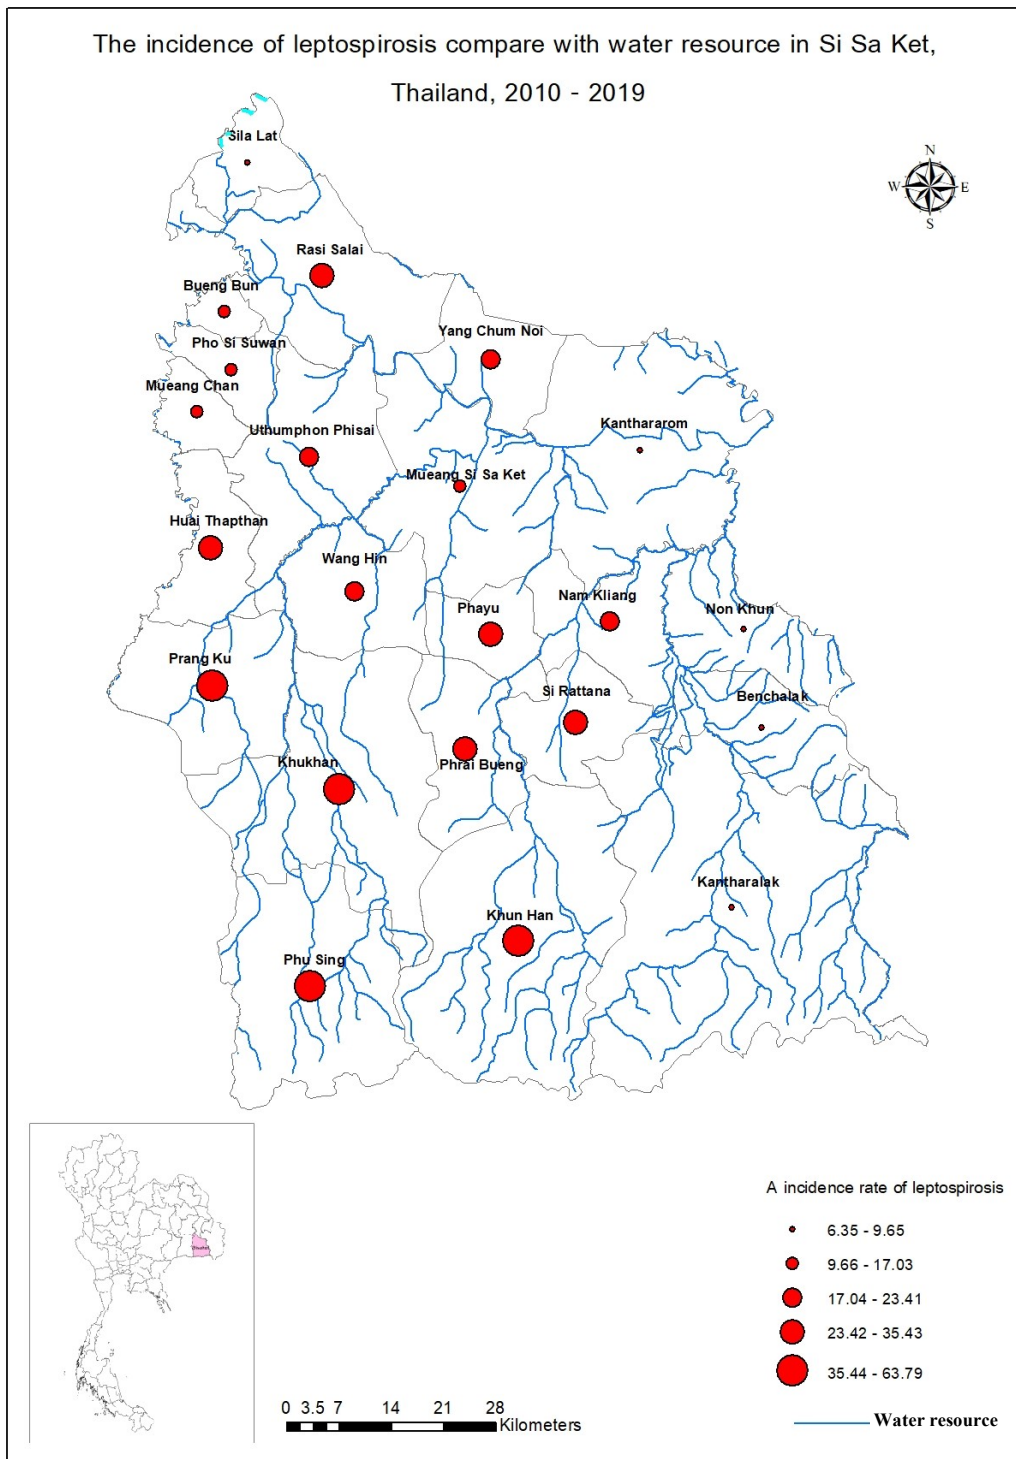 The incidence of leptospirosis compare with water resource in Si Sa Ket,
Thailand, 2010 - 2019
Sila Lat
N
W E
S
Rasi Salai
Bueng Bun
Yang Chum Noi
Pho Si Suwan
Mueang Chan
Kanthararom
Uthumphon Phisai
Mueang Si Sa Ket
Huai Thapthan
Wang Hin
Nam Kliang
Phayu
Non Khun
Prang Ku
Si Rattana
Benchalak
Khukhan
Phrai Bueng
Kantharalak
Khun Han
Phu Sing
A incidence rate of leptospirosis
6.35 - 9.65
9.66 - 17.03
17.04 - 23.41
23.42 - 35.43
35.44 - 63.79
Water resource
0 3.5 7 14 21 28
Kilometers